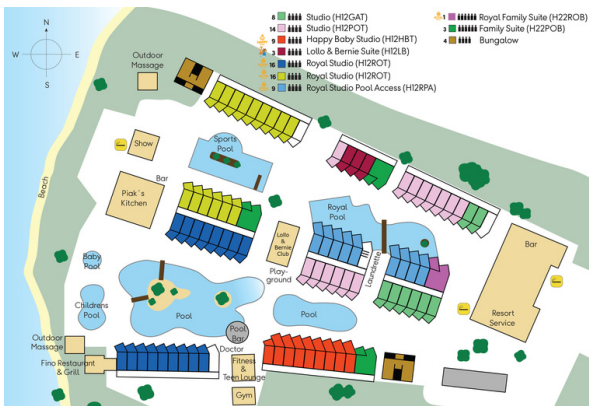 N
W
E
S
8 Studio (H12GAT)
14 Studio (H12POT)
9 Happy Baby Studio (H12HBT)
3 Lollo & Bernie Suite (H12LB)
16 Royal Studio (H12ROT)
16 Royal Studio (H12ROT)
9 Royal Studio Pool Access (H12RPA)
1 Royal Family Suite (H22ROB)
3 Family Suite (H22POB)
4 Bungalow
Outdoor
Massage
Show
Sports
Pool
Bar
Piak´s
Kitchen
Beach
Royal
Pool
Lollo
&
Bernie
Club
Play-
ground
Laundrette
Bar
Resort
Service
Baby
Pool
Childrens
Pool
Pool
Pool
Pool
Bar
Doctor
Outdoor
Massage
Fino Restaurant
& Grill
Fitness
&
Teen Lounge
Gym